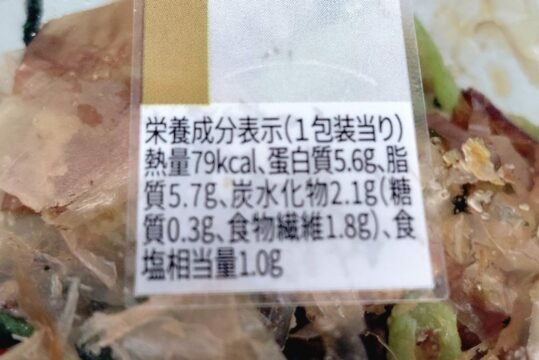 栄養成分表示(1包装当り)
熱量79kcal、蛋白質5.6g、脂
質5.7g、炭水化物2.1g(糖
質0.3g、食物繊維1.8g)、食
塩相当量1.0g